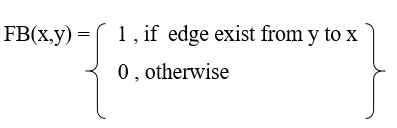 FB(x,y) = { 1 , if edge exist from y to x }
0 , otherwise